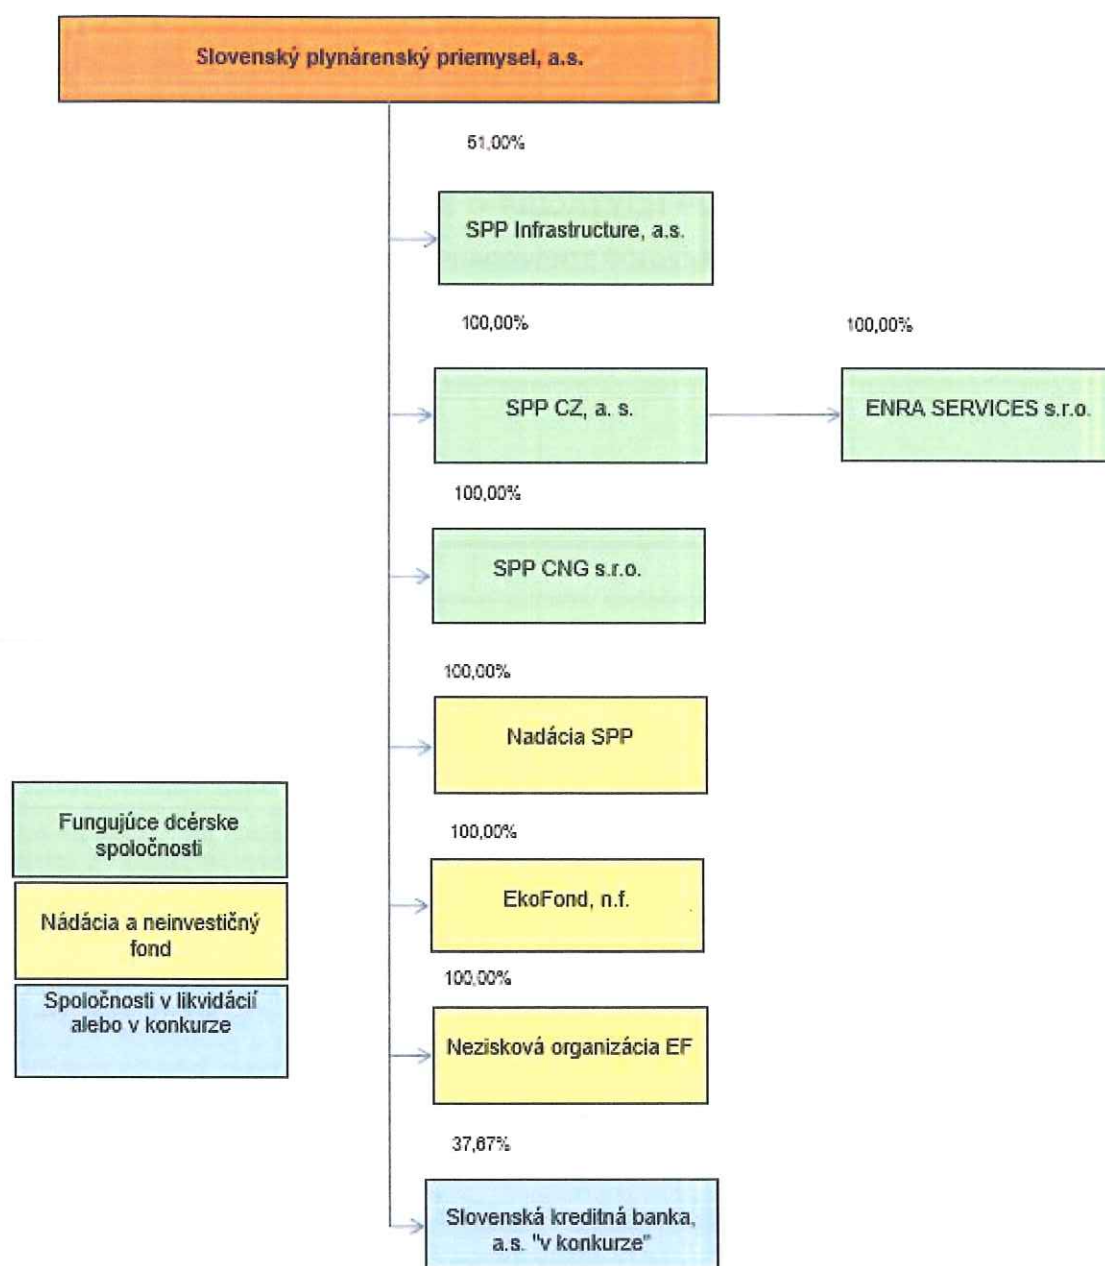 Slovenský plynárenský priemysel, a.s.
51,00%
SPP Infrastructure, a.s.
100,00%
100,00%
SPP CZ, a. s.
ENRA SERVICES s.r.o.
100,00%
SPP CNG s.r.o.
100,00%
Nadácia SPP
Fungujúce dcérske
spoločnosti
100,00%
EkoFond, n.f.
Nádácia a neinvestičný
fond
100,00%
Spoločnosti v likvidácií
alebo v konkurze
Nezisková organizácia EF
37,67%
Slovenská kreditná banka,
a.s. "v konkurze"